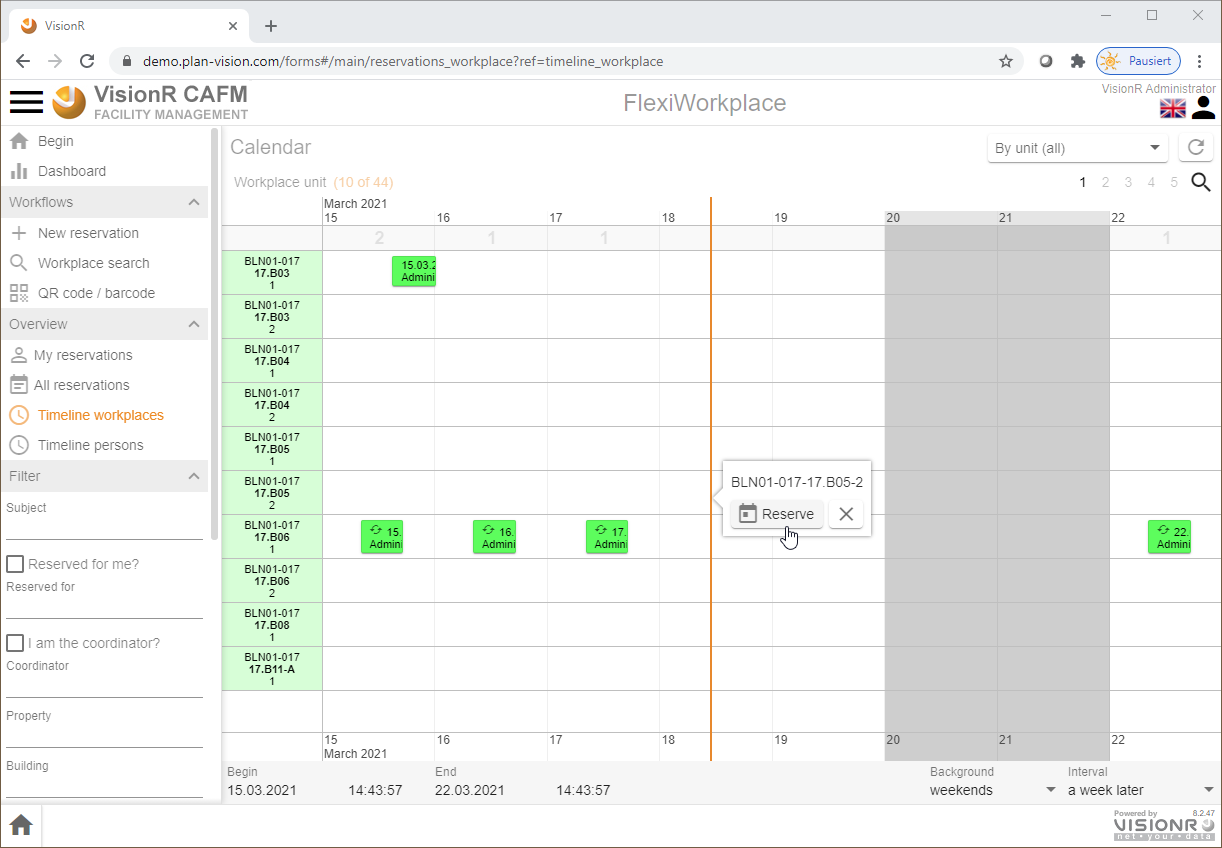 VisionR
demo.plan-vision.com/forms#/main/reservations_workplace?ref=timeline_workplace
Pausiert
VisionR CAFM
FACILITY MANAGEMENT
FlexiWorkplace
VisionR Administrator
Begin
Dashboard
Workflows
New reservation
Workplace search
QR code / barcode
Overview
My reservations
All reservations
Timeline workplaces
Timeline persons
Filter
Subject
Reserved for me?
Reserved for
I am the coordinator?
Coordinator
Property
Building
Calendar
By unit (all)
Workplace unit (10 of 44)
1 2 3 4 5
March 2021
15 16 17 18 19 20 21 22
2 1 1 1
BLN01-017
17.B03
1
15.03.2
Admini
BLN01-017
17.B03
2
BLN01-017
17.B04
1
BLN01-017
17.B04
2
BLN01-017
17.B05
1
BLN01-017
17.B05
2
BLN01-017-17.B05-2
Reserve
BLN01-017
17.B06
1
15.
Admini
16.
Admini
17.
Admini
22.
Admini
BLN01-017
17.B06
2
BLN01-017
17.B08
1
BLN01-017
17.B11-A
1
15 16 17 18 19 20 21 22
March 2021
Begin
15.03.2021 14:43:57
End
22.03.2021 14:43:57
Background
weekends
Interval
a week later
Powered by 8.2.47
VISIONR
net • your • data